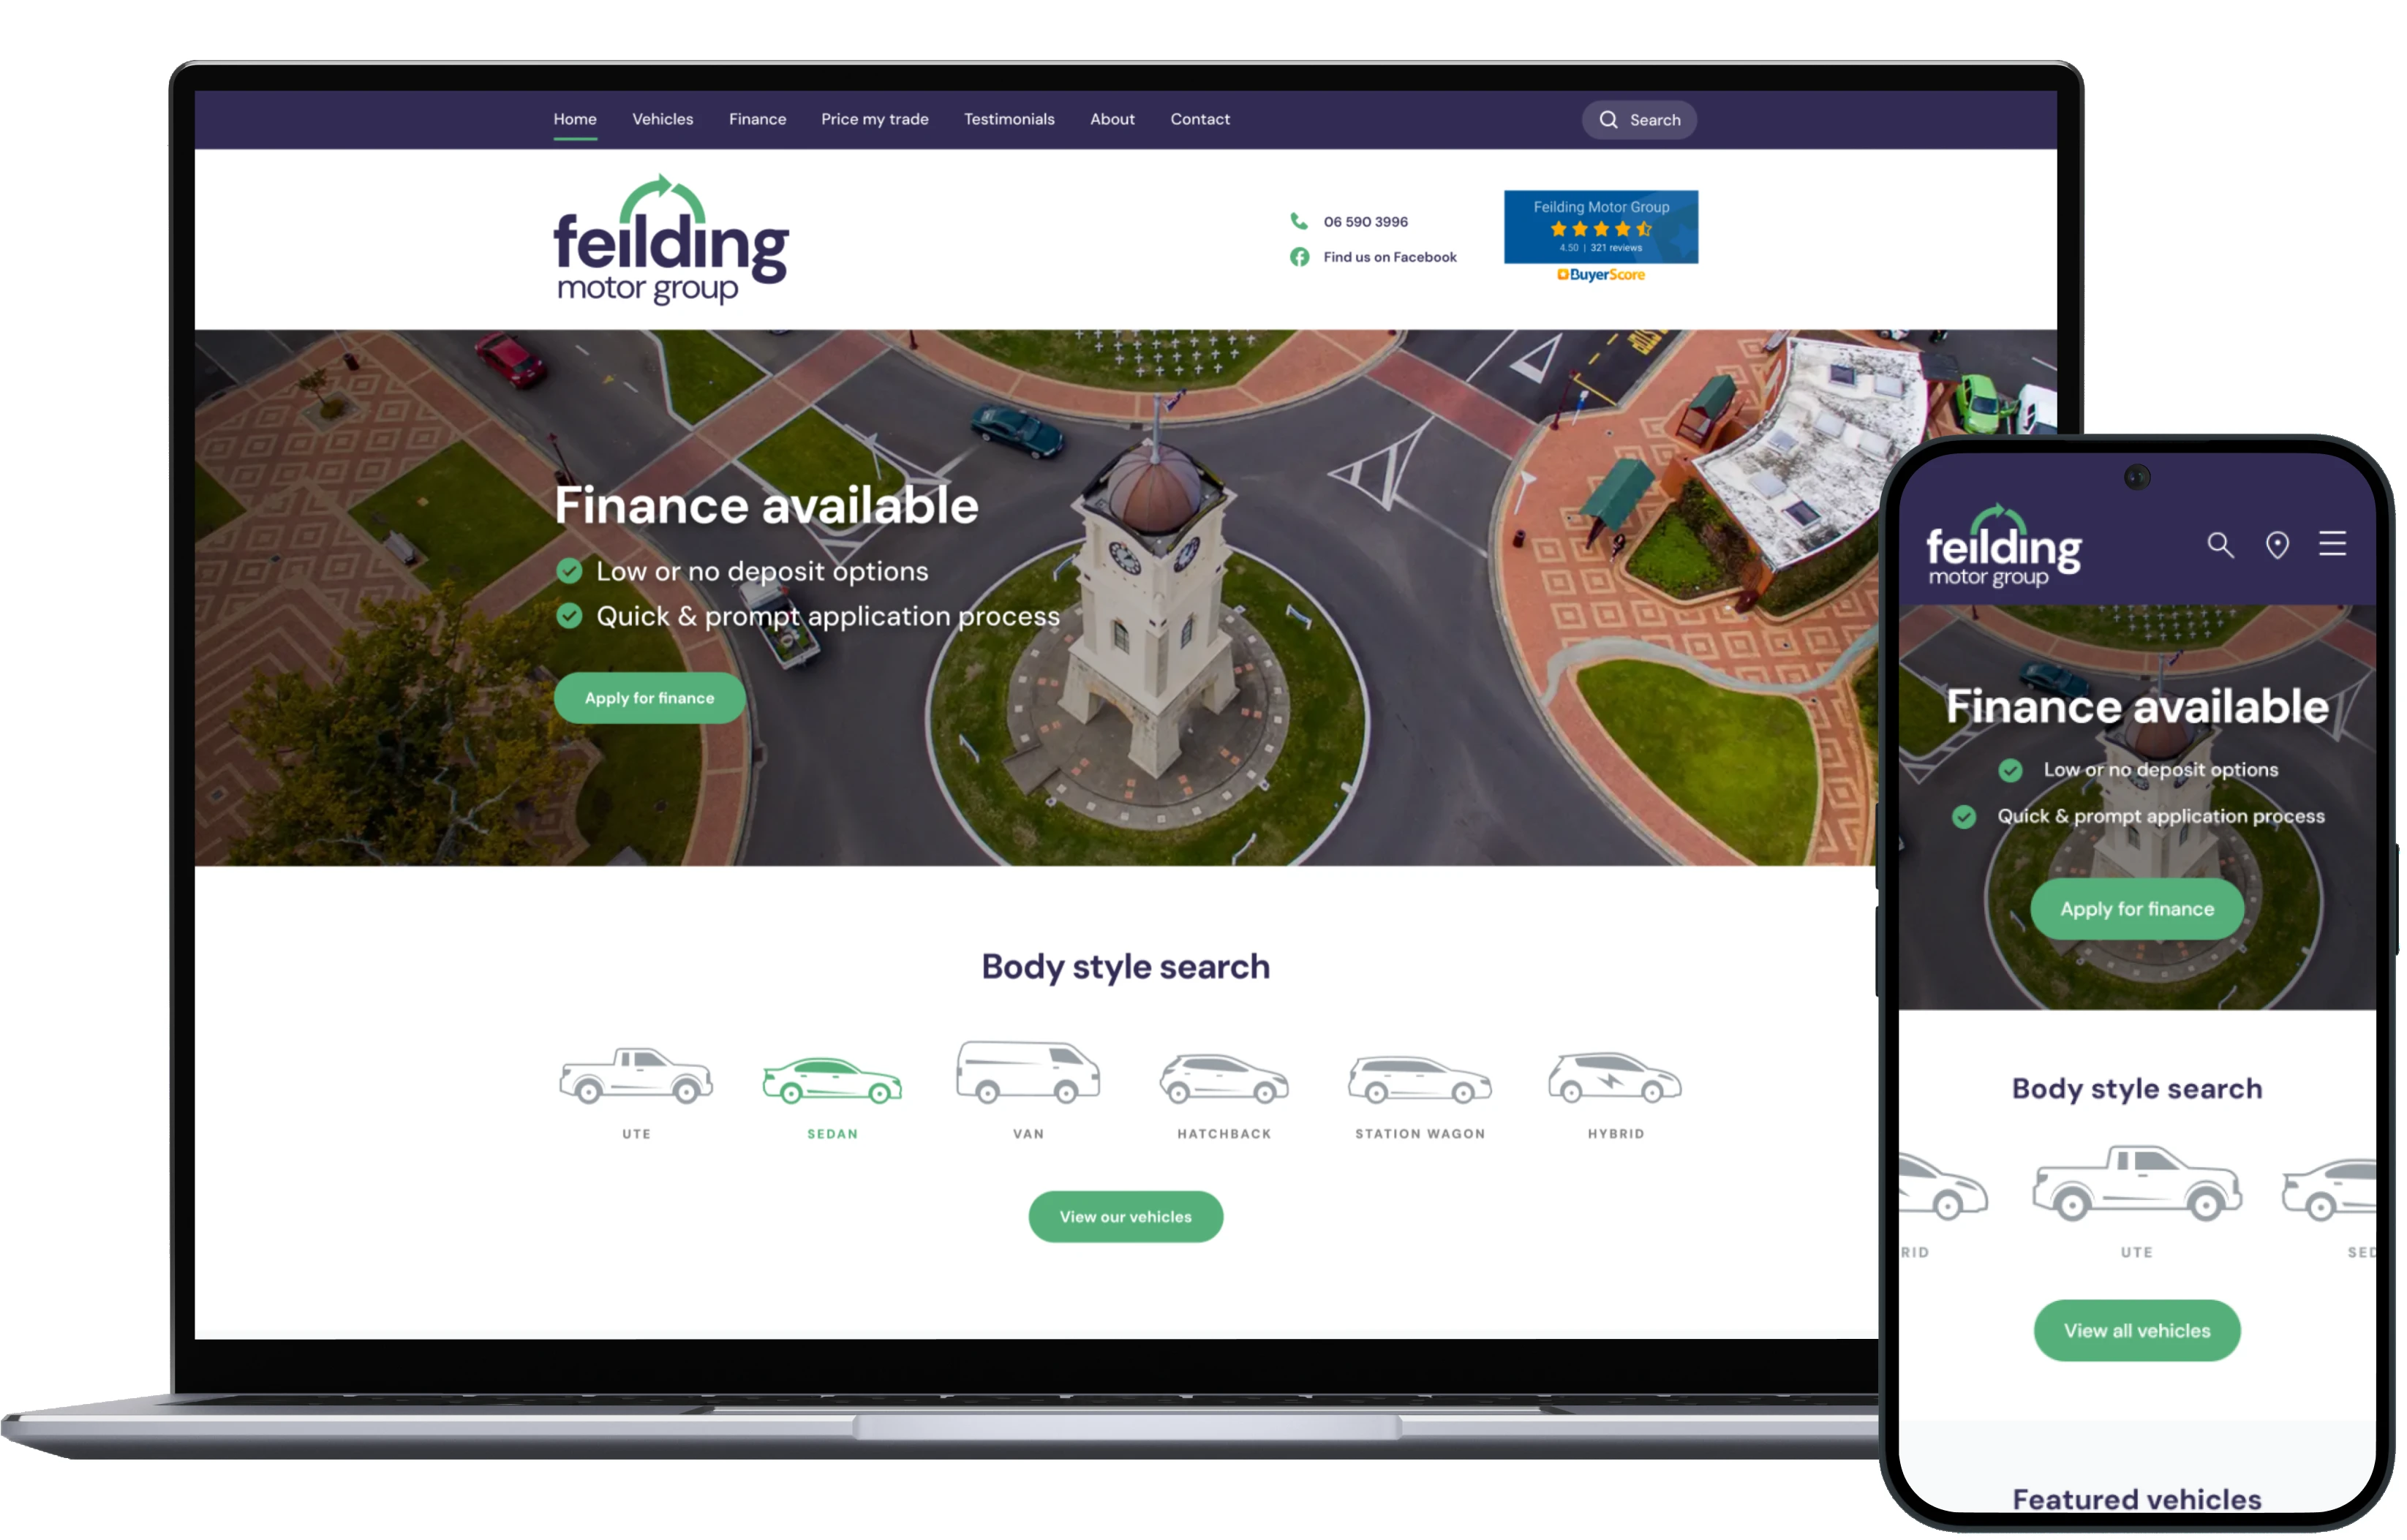 Home Vehicles Finance Price my trade Testimonials About Contact Search
feilding
motor group
06 590 3996
Find us on Facebook
Feilding Motor Group
4.50 | 321 reviews
BuyerScore
Finance available
Low or no deposit options
Quick & prompt application process
Apply for finance
Body style search
UTE SEDAN VAN HATCHBACK STATION WAGON HYBRID
View our vehicles
feilding
motor group
Finance available
Low or no deposit options
Quick & prompt application process
Apply for finance
Body style search
RID UTE SED
View all vehicles
Featured vehicles